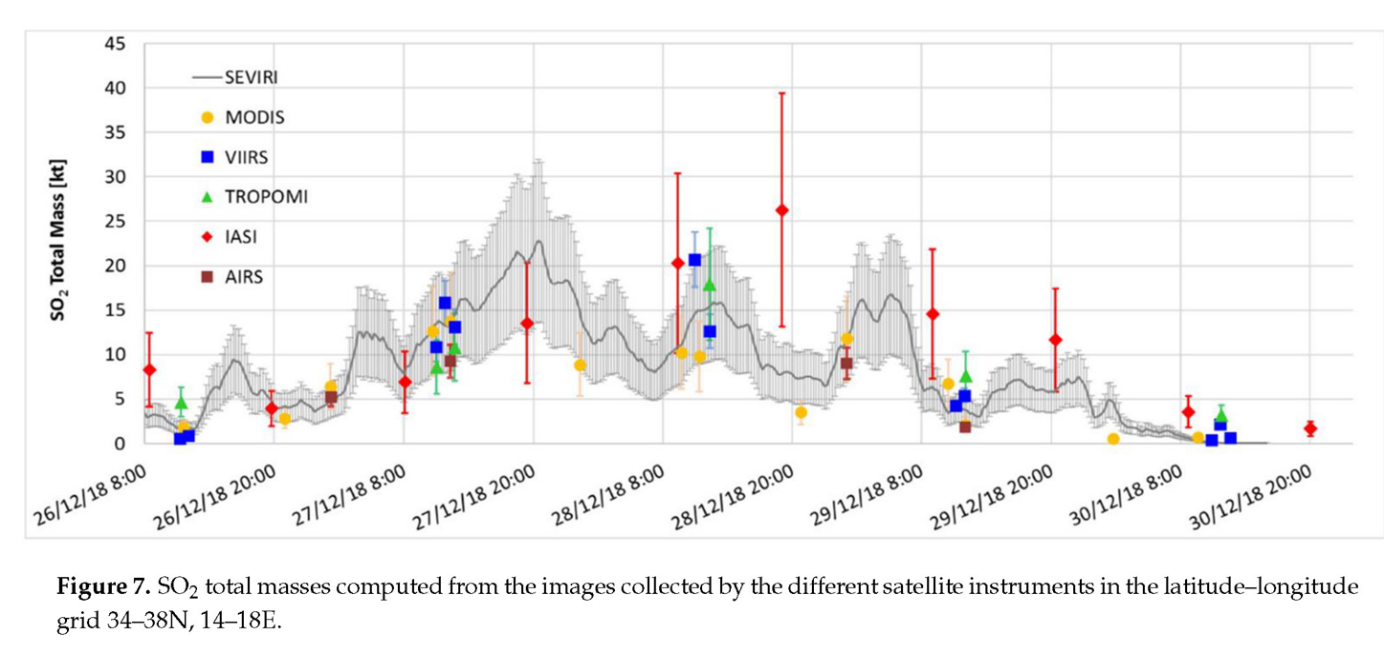 45
40
35
30
25
20
15
10
5
0
SO2 Total Mass [kt]
SEVIRI
MODIS
VIIRS
TROPOMI
IASI
AIRS
26/12/18 8:00
26/12/18 20:00
27/12/18 8:00
27/12/18 20:00
28/12/18 8:00
28/12/18 20:00
29/12/18 8:00
29/12/18 20:00
30/12/18 8:00
30/12/18 20:00
Figure 7. SO2 total masses computed from the images collected by the different satellite instruments in the latitude–longitude
grid 34–38N, 14–18E.